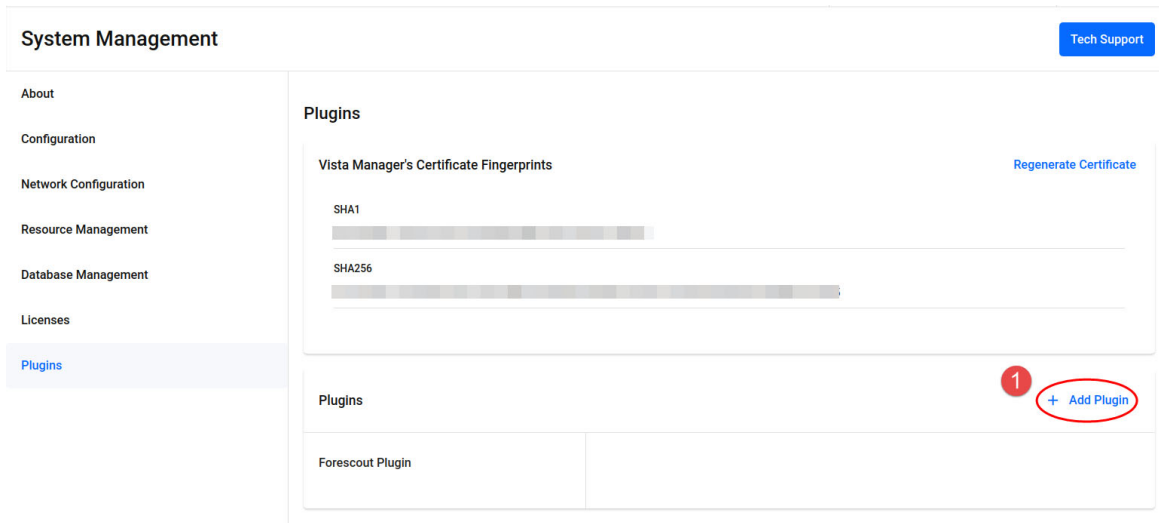 System Management
Tech Support
About
Configuration
Network Configuration
Resource Management
Database Management
Licenses
Plugins
Plugins
Vista Manager's Certificate Fingerprints
Regenerate Certificate
SHA1
SHA256
Plugins
1
+ Add Plugin
Forescout Plugin